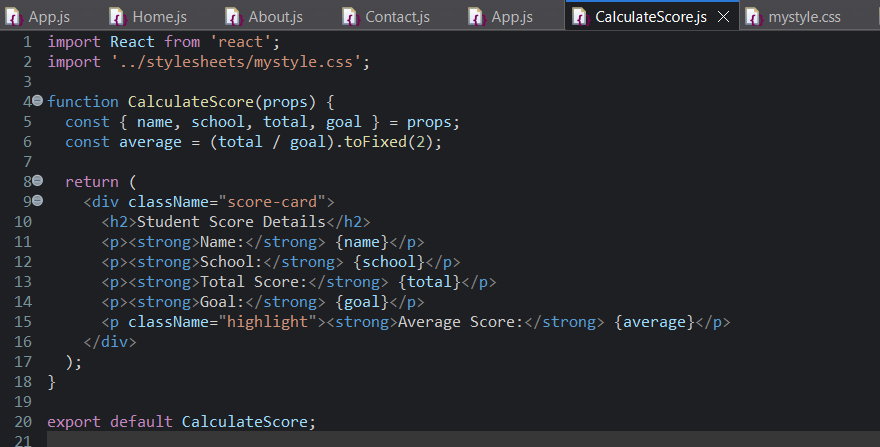 App.js Home.js About.js Contact.js App.js CalculateScore.js mystyle.css
1 import React from 'react';
2 import '../stylesheets/mystyle.css';
3
4 function CalculateScore(props) {
5   const { name, school, total, goal } = props;
6   const average = (total / goal).toFixed(2);
7
8   return (
9     <div className="score-card">
10       <h2>Student Score Details</h2>
11       <p><strong>Name:</strong> {name}</p>
12       <p><strong>School:</strong> {school}</p>
13       <p><strong>Total Score:</strong> {total}</p>
14       <p><strong>Goal:</strong> {goal}</p>
15       <p className="highlight"><strong>Average Score:</strong> {average}</p>
16     </div>
17   );
18 }
19
20 export default CalculateScore;
21